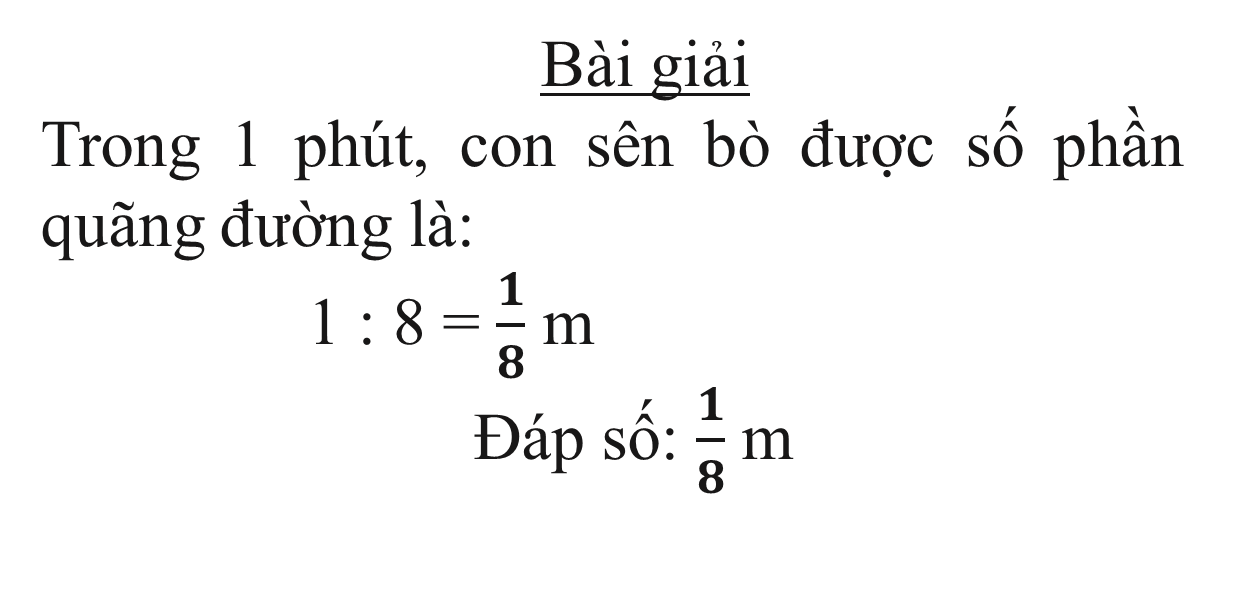 Bài giải
Trong 1 phút, con sên bò được số phần
quãng đường là:
1 : 8 = 1/8 m
Đáp số: 1/8 m